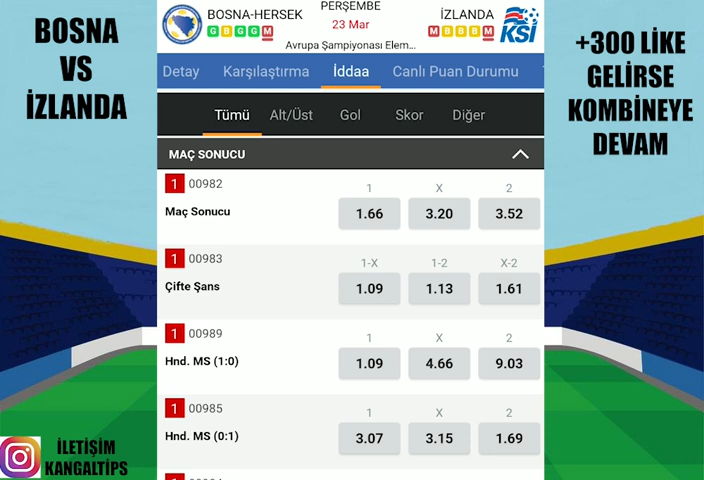 BOSNA
VS
İZLANDA
BOSNA-HERSEK
G B G G M
PERŞEMBE
23 Mar
Avrupa Şampiyonası Elem...
İZLANDA
M B B B M
KSÍ
+300 LİKE
GELİRSE
KOMBİNEYE
DEVAM
Detay Karşılaştırma İddaa Canlı Puan Durumu
Tümü Alt/Üst Gol Skor Diğer
MAÇ SONUCU
1 00982
1 X 2
Maç Sonucu 1.66 3.20 3.52
1 00983
1-X 1-2 X-2
Çifte Şans 1.09 1.13 1.61
1 00989
1 X 2
Hnd. MS (1:0) 1.09 4.66 9.03
1 00985
1 X 2
Hnd. MS (0:1) 3.07 3.15 1.69
İLETİŞİM
KANGALTİPS